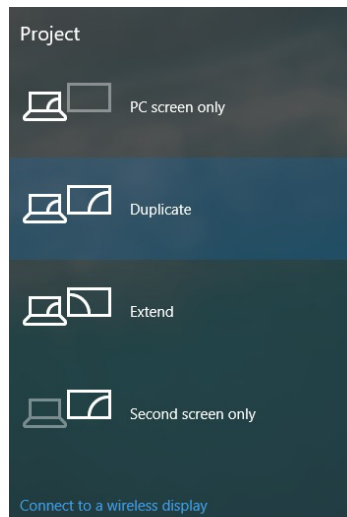 Project
PC screen only
Duplicate
Extend
Second screen only
Connect to a wireless display